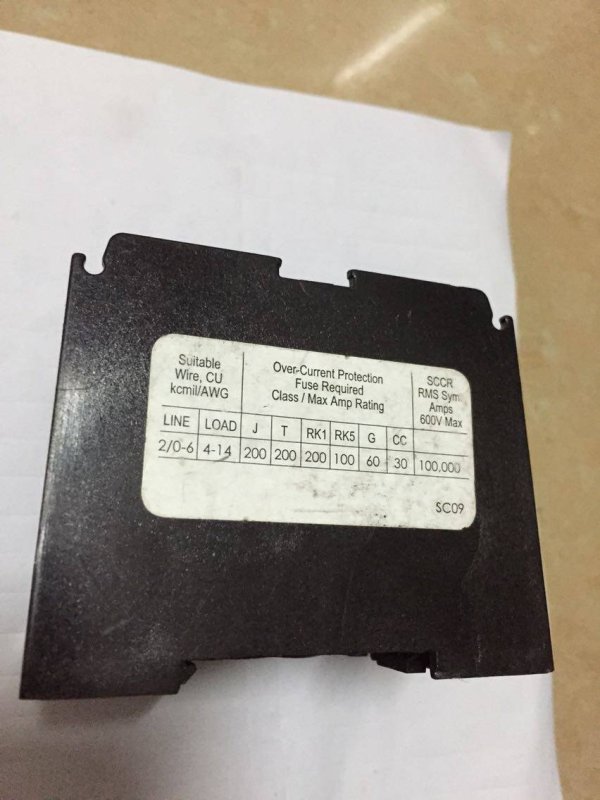 Suitable
Wire, CU
kcmil/AWG
Over-Current Protection
Fuse Required
Class / Max Amp Rating
SCCR
RMS Sym.
Amps
600V Max
LINE LOAD J T RK1 RK5 G CC
2/0-6 4-14 200 200 200 100 60 30 100,000
SC09